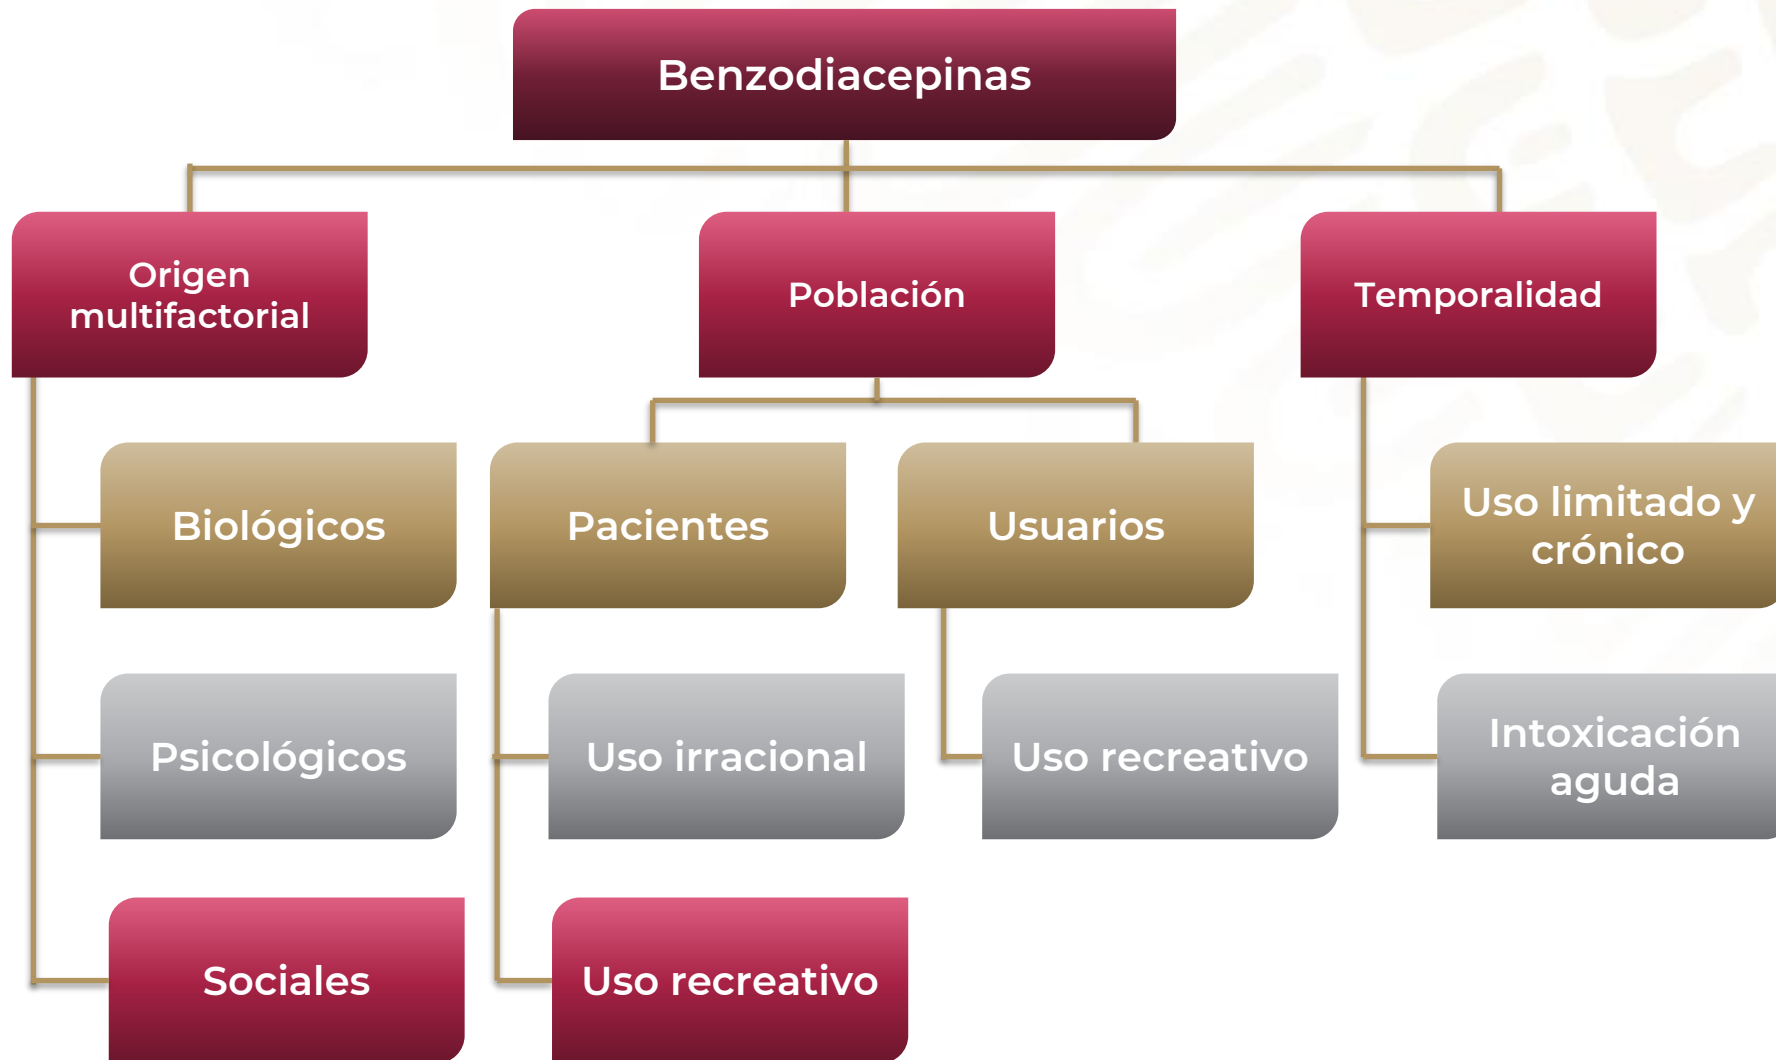 Benzodiacepinas
Origen
multifactorial
Población
Temporalidad
Biológicos
Pacientes
Usuarios
Uso limitado y
crónico
Psicológicos
Uso irracional
Uso recreativo
Intoxicación
aguda
Sociales
Uso recreativo